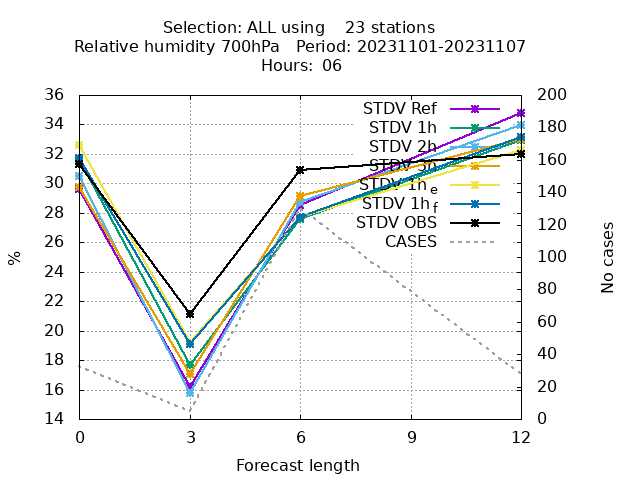 Selection: ALL using 23 stations
Relative humidity 700hPa Period: 20231101-20231107
Hours: 06
36
34
32
30
28
26
24
22
20
18
16
14
%
200
180
160
140
120
100
80
60
40
20
0
No cases
STDV Ref
STDV 1h
STDV 2h
STDV 3h
STDV 1h e
STDV 1h f
STDV OBS
CASES
0 3 6 9 12
Forecast length